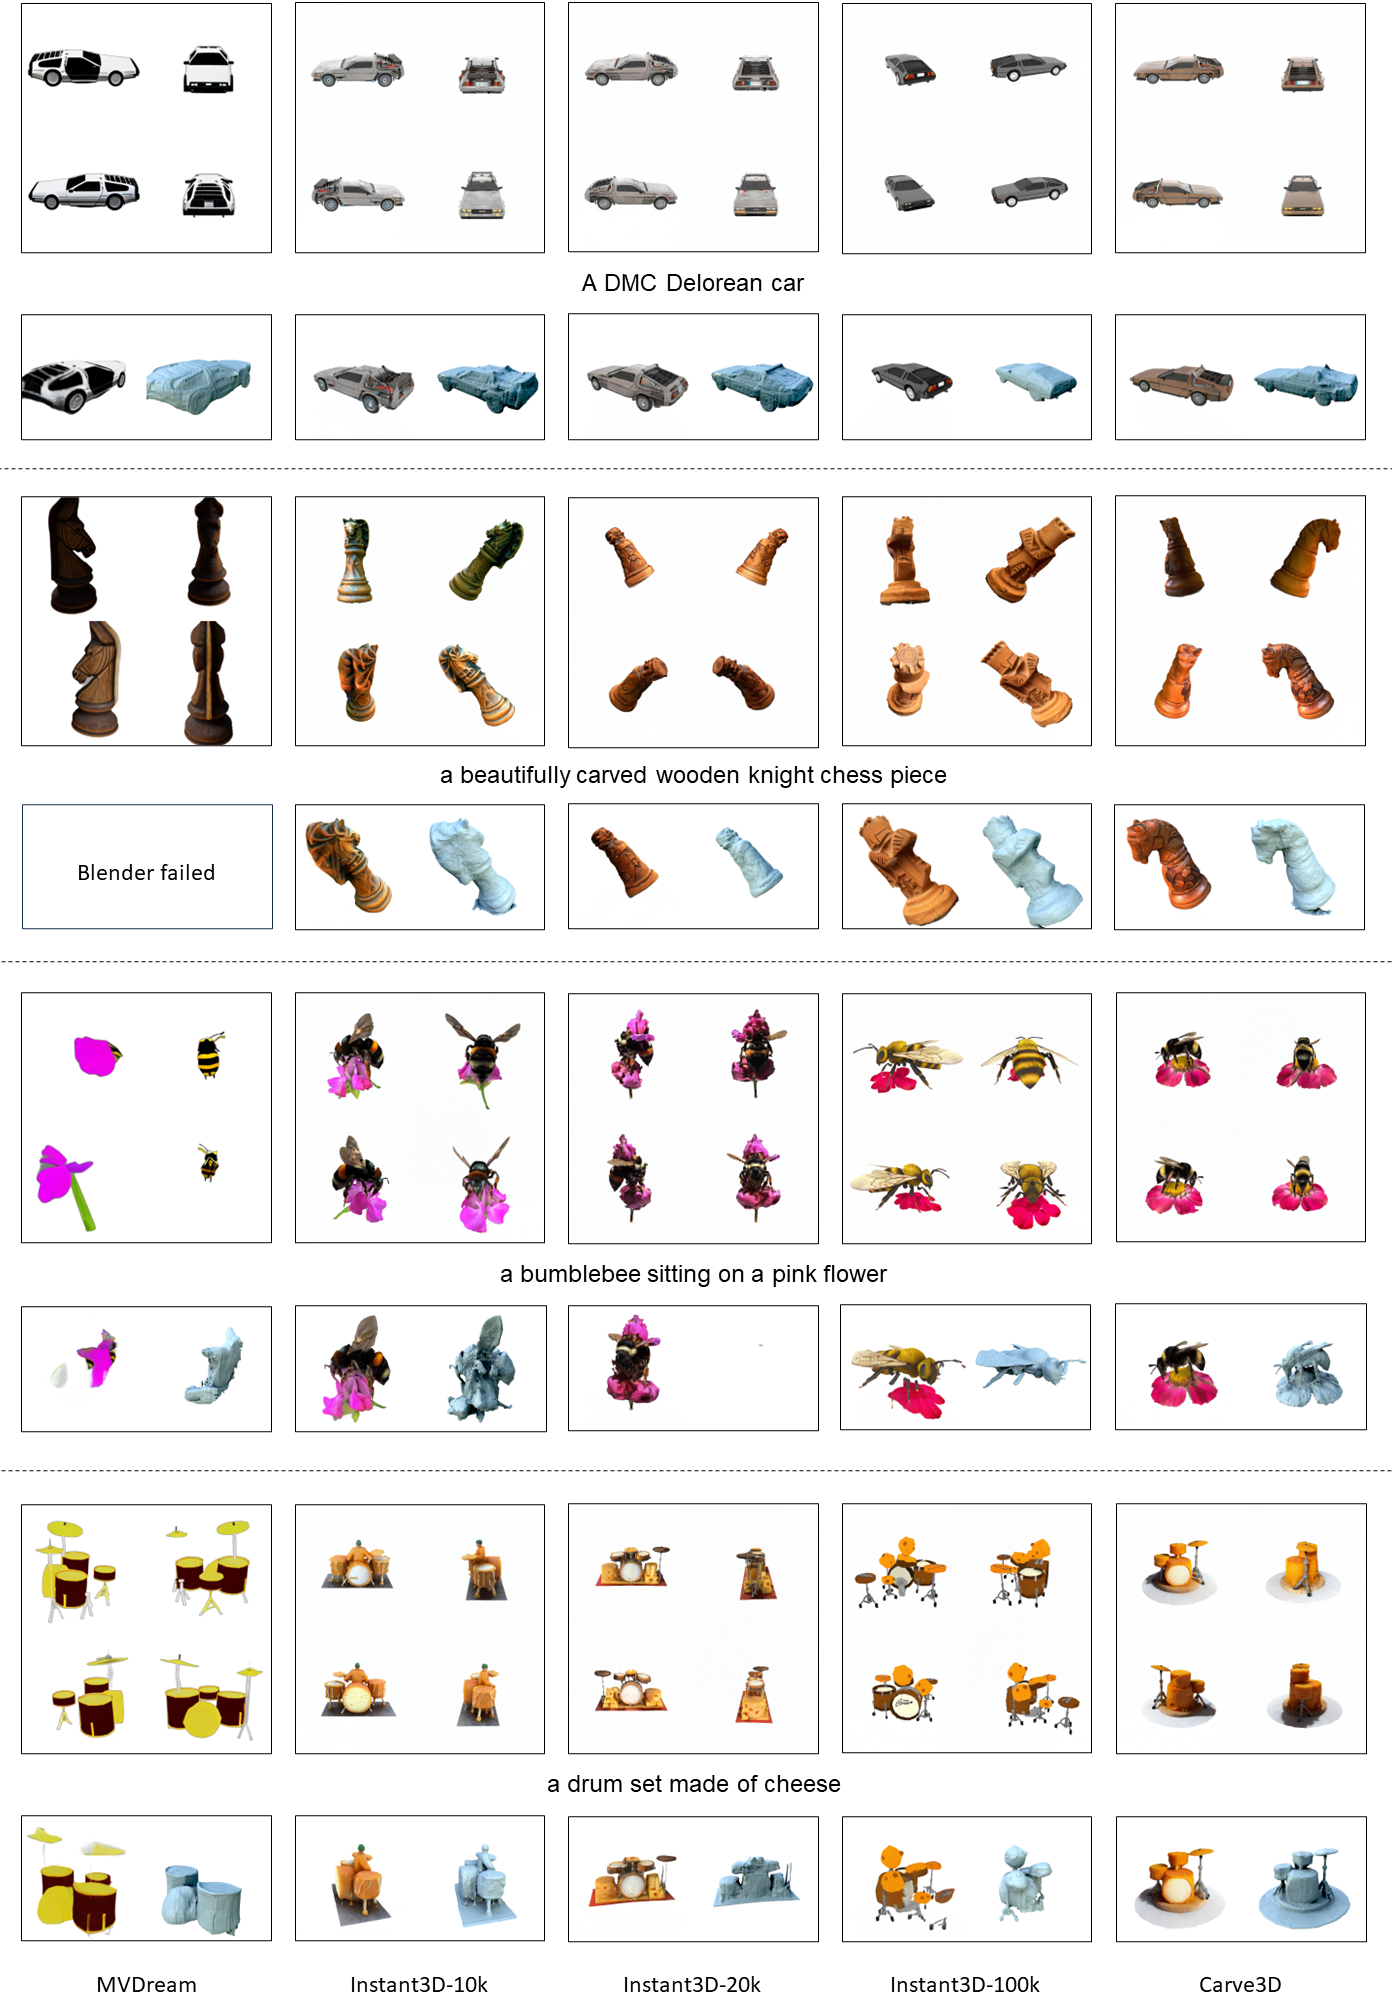 A DMC Delorean car
a beautifully carved wooden knight chess piece
Blender failed
a bumblebee sitting on a pink flower
a drum set made of cheese
MVDream
Instant3D-10k
Instant3D-20k
Instant3D-100k
Carve3D